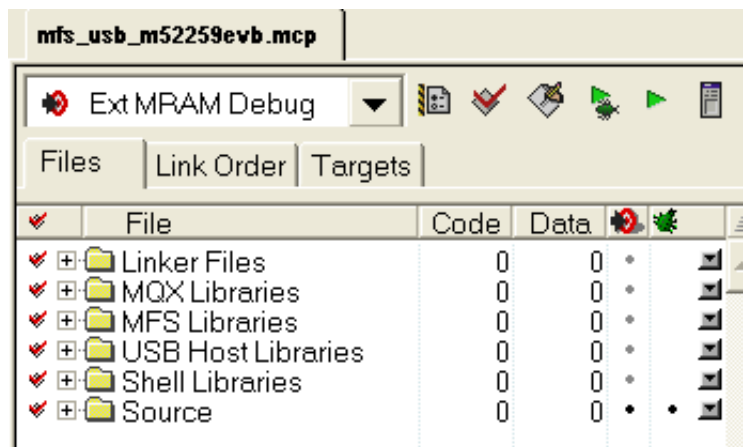 mfs_usb_m52259evb.mcp
Ext MRAM Debug
Files Link Order Targets
File Code Data
Linker Files 0 0
MQX Libraries 0 0
MFS Libraries 0 0
USB Host Libraries 0 0
Shell Libraries 0 0
Source 0 0